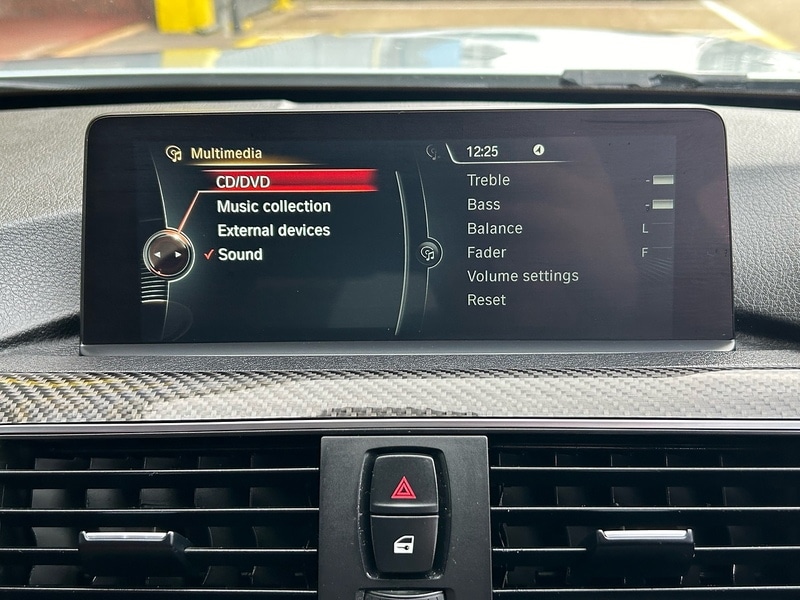 Multimedia
CD/DVD
Music collection
External devices
Sound
12:25
Treble
Bass
Balance L
Fader F
Volume settings
Reset